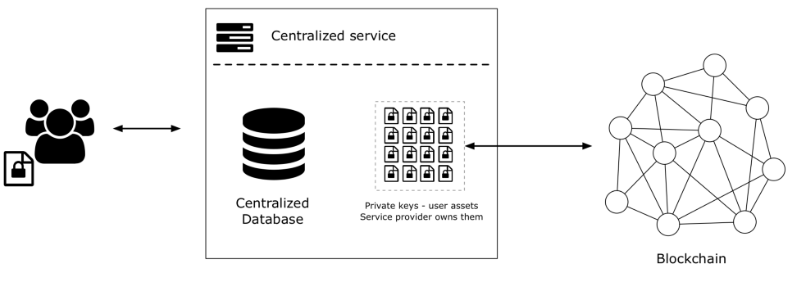 Centralized service
Centralized
Database
Private keys - user assets
Service provider owns them
Blockchain